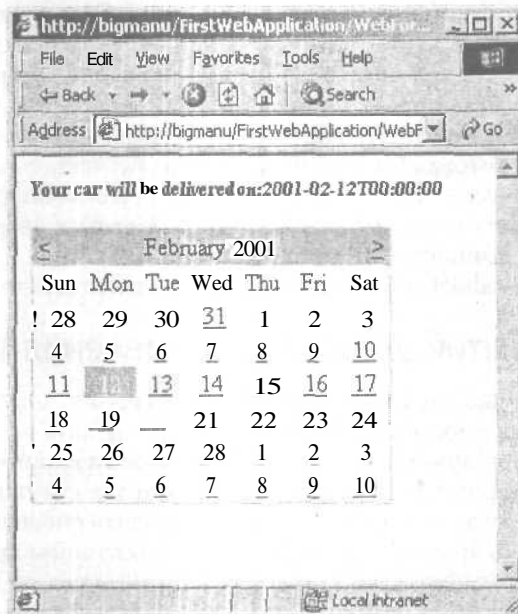 http://bigmanu/FirstWebApplication/WebFor...
File Edit View Favorites Tools Help
Back Search
Address http://bigmanu/FirstWebApplication/WebF Go
Your car will be delivered on:2001-02-12T00:00:00
< February 2001 >
Sun Mon Tue Wed Thu Fri Sat
! 28 29 30 31 1 2 3
4 5 6 7 8 9 10
11 13 14 15 16 17
18 19 21 22 23 24
' 25 26 27 28 1 2 3
4 5 6 7 8 9 10
Local intranet